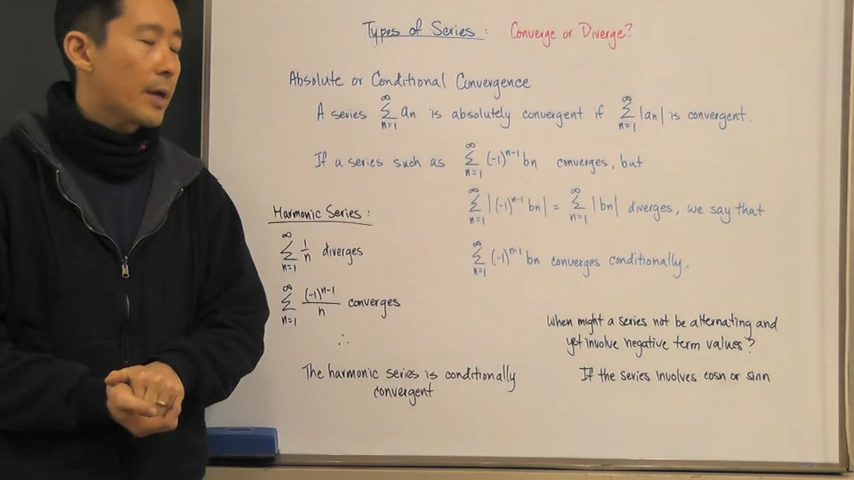 Types of Series: Converge or Diverge?
Absolute or Conditional Convergence
A series ∞ Σ n=1 an is absolutely convergent if ∞ Σ n=1 |an| is convergent.
If a series such as ∞ Σ n=1 (-1)^n-1 bn converges, but
∞ Σ n=1 |(-1)^n-1 bn| = ∞ Σ n=1 |bn| diverges, we say that
∞ Σ n=1 (-1)^n-1 bn converges conditionally.
Harmonic Series:
∞ Σ n=1 1/n diverges
∞ Σ n=1 (-1)^n-1/n converges
∴
The harmonic series is conditionally
convergent
When might a series not be alternating and
yet involve negative term values?
If the series involves cosn or sinn